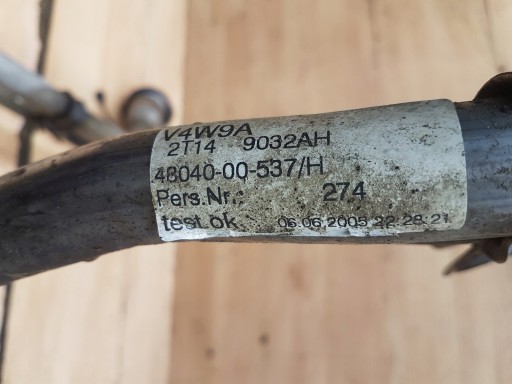 V4W9A
2T14 9032AH
48040-00-537/H
Pers.Nr.: 274
test ok 06.06.2005 22:28:21